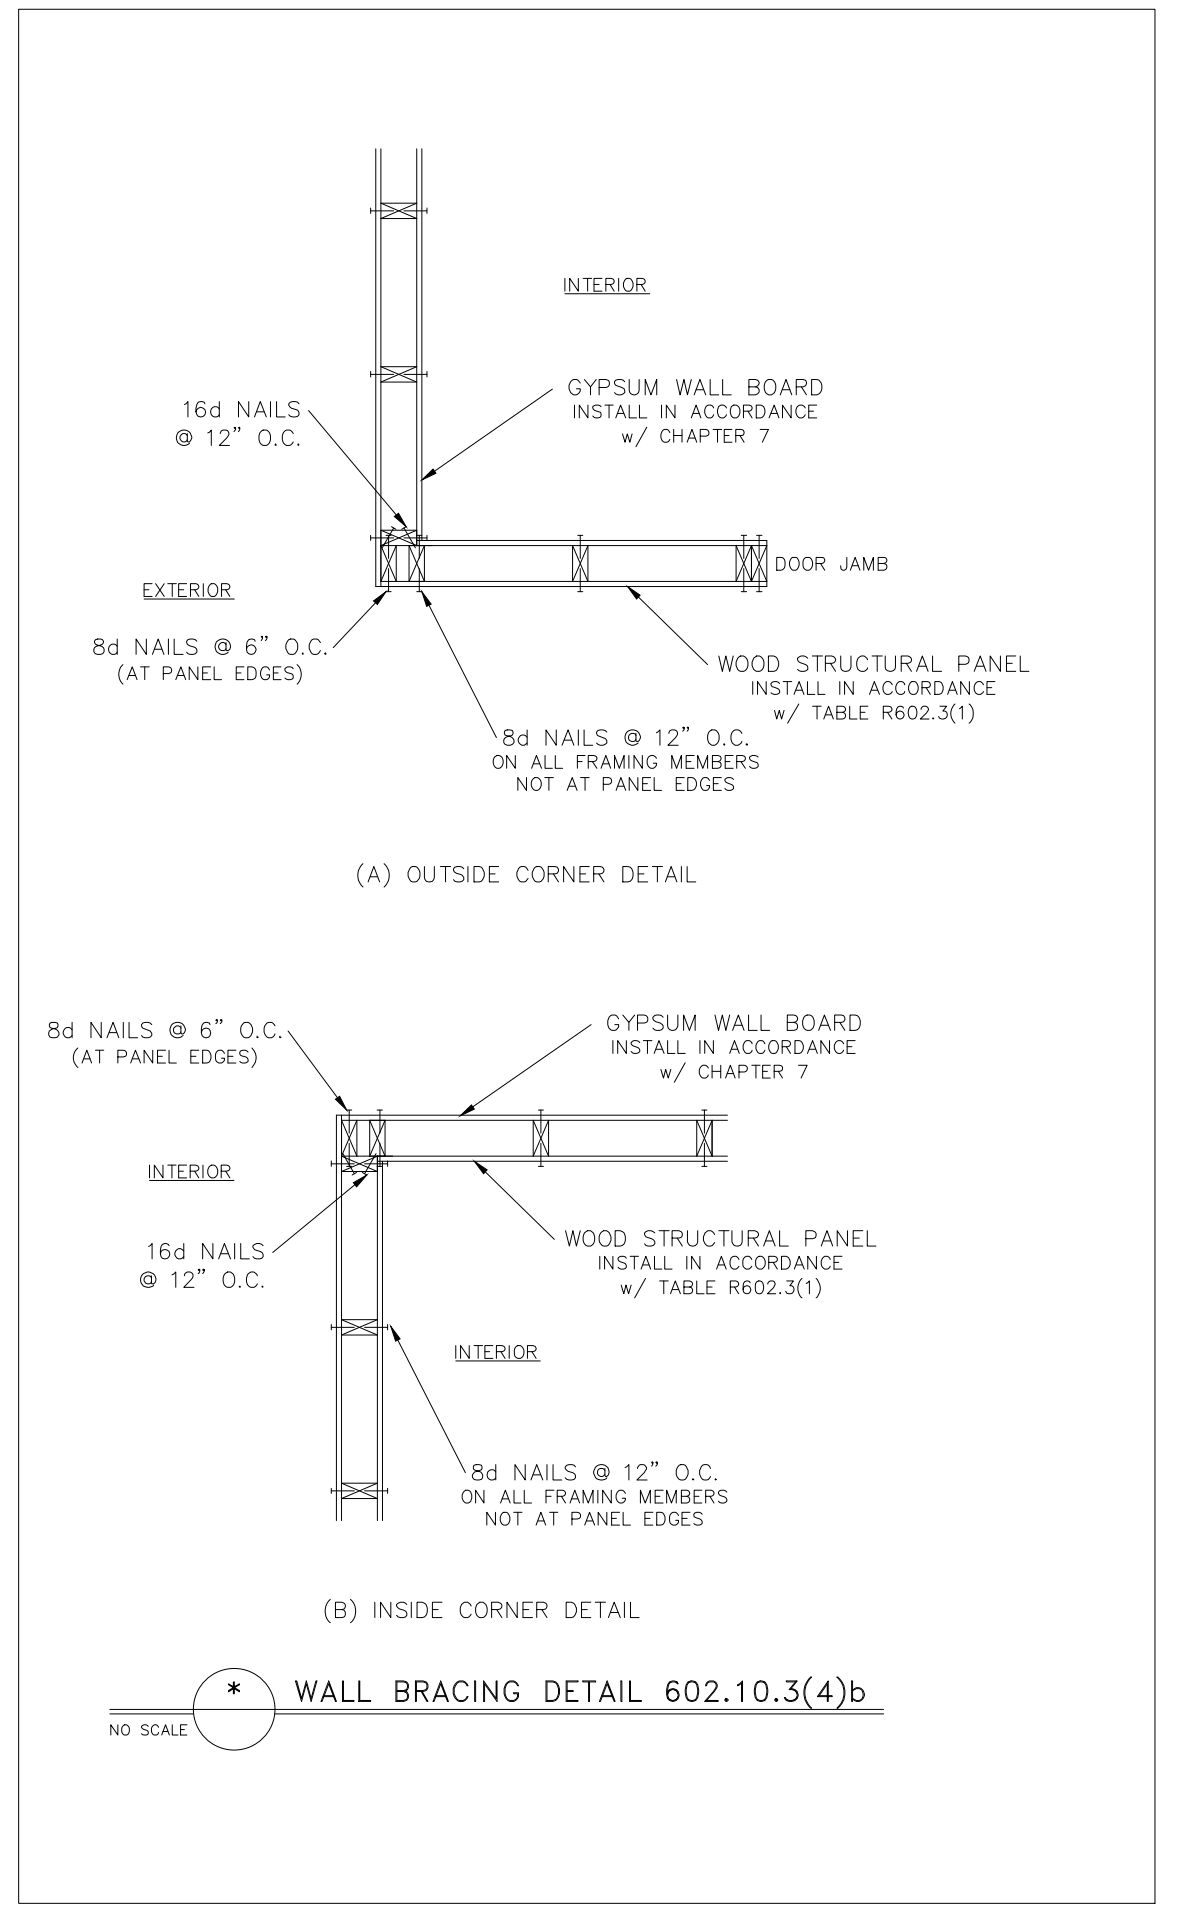 INTERIOR
GYPSUM WALL BOARD
INSTALL IN ACCORDANCE
w/ CHAPTER 7
16d NAILS
@ 12" O.C.
DOOR JAMB
EXTERIOR
8d NAILS @ 6" O.C.
(AT PANEL EDGES)
WOOD STRUCTURAL PANEL
INSTALL IN ACCORDANCE
w/ TABLE R602.3(1)
8d NAILS @ 12" O.C.
ON ALL FRAMING MEMBERS
NOT AT PANEL EDGES
(A) OUTSIDE CORNER DETAIL
8d NAILS @ 6" O.C.
(AT PANEL EDGES)
GYPSUM WALL BOARD
INSTALL IN ACCORDANCE
w/ CHAPTER 7
INTERIOR
16d NAILS
@ 12" O.C.
WOOD STRUCTURAL PANEL
INSTALL IN ACCORDANCE
w/ TABLE R602.3(1)
INTERIOR
8d NAILS @ 12" O.C.
ON ALL FRAMING MEMBERS
NOT AT PANEL EDGES
(B) INSIDE CORNER DETAIL
* WALL BRACING DETAIL 602.10.3(4)b
NO SCALE